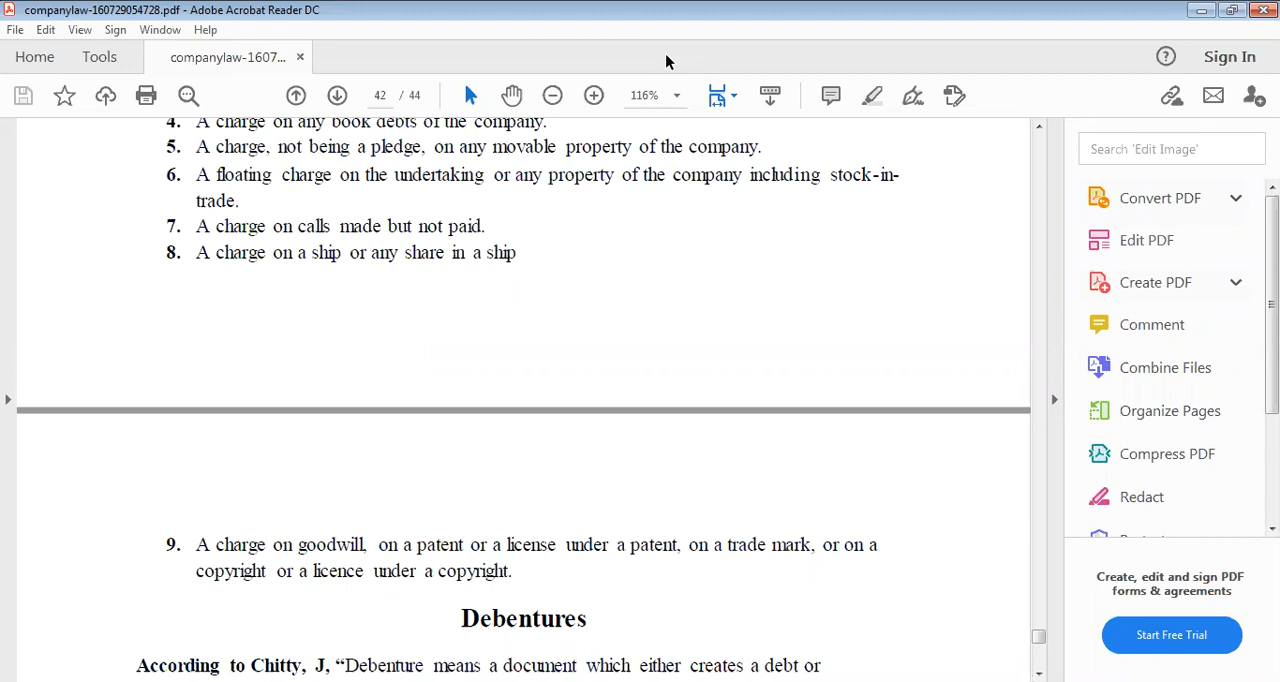 companylaw-160729054728.pdf - Adobe Acrobat Reader DC
File Edit View Sign Window Help
Home Tools companylaw-1607... × ? Sign In
42 / 44 116%
4. A charge on any book debts of the company.
5. A charge, not being a pledge, on any movable property of the company.
6. A floating charge on the undertaking or any property of the company including stock-in-
trade.
7. A charge on calls made but not paid.
8. A charge on a ship or any share in a ship
9. A charge on goodwill, on a patent or a license under a patent, on a trade mark, or on a
copyright or a licence under a copyright.
Debentures
According to Chitty, J, “Debenture means a document which either creates a debt or
Search 'Edit Image'
Convert PDF
Edit PDF
Create PDF
Comment
Combine Files
Organize Pages
Compress PDF
Redact
Create, edit and sign PDF
forms & agreements
Start Free Trial